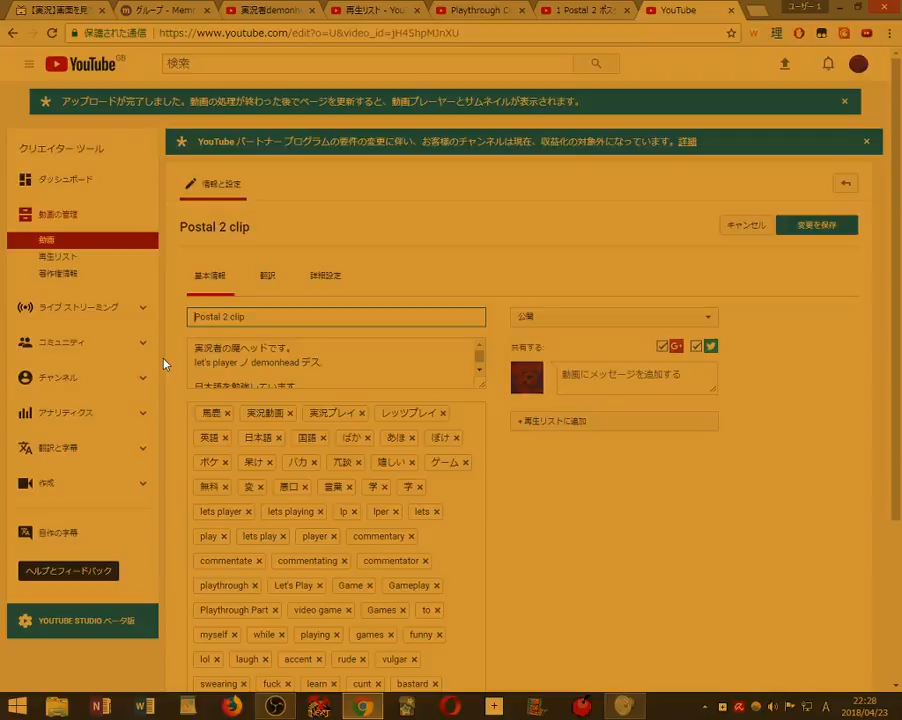 【実況】画面を見
グループ - Memr
実況者demonh
再生リスト - You
Playthrough C
1 Postal 2 ポス
YouTube
ユーザー 1
保護された通信 | https://www.youtube.com/edit?o=U&video_id=jH4ShpMJnXU
YouTube GB
検索
アップロードが完了しました。動画の処理が終わった後でページを更新すると、動画プレーヤーとサムネイルが表示されます。
クリエイター ツール
ダッシュボード
動画の管理
動画
再生リスト
著作権情報
ライブ ストリーミング
コミュニティ
チャンネル
アナリティクス
翻訳と字幕
作成
自作の字幕
ヘルプとフィードバック
YOUTUBE STUDIO ベータ版
YouTube パートナー プログラムの要件の変更に伴い、お客様のチャンネルは現在、収益化の対象外になっています。詳細
情報と設定
Postal 2 clip
キャンセル
変更を保存
基本情報 翻訳 詳細設定
Postal 2 clip
実況者の魔ヘッドです。
let's player ノ demonhead デス.
日本語を勉強しています
公開
共有する:
動画にメッセージを追加する
+ 再生リストに追加
馬鹿 × 実況動画 × 実況プレイ × レッツプレイ ×
英語 × 日本語 × 国語 × ばか × あほ × ぼけ ×
ボケ × 呆け × バカ × 冗談 × 嬉しい × ゲーム ×
無料 × 変 × 悪口 × 言葉 × 学 × 字 ×
lets player × lets playing × lp × lper × lets ×
play × lets play × player × commentary ×
commentate × commentating × commentator ×
playthrough × Let's Play × Game × Gameplay ×
Playthrough Part × video game × Games × to ×
myself × while × playing × games × funny ×
lol × laugh × accent × rude × vulgar ×
swearing × fuck × learn × cunt × bastard ×
22:28
2018/04/23